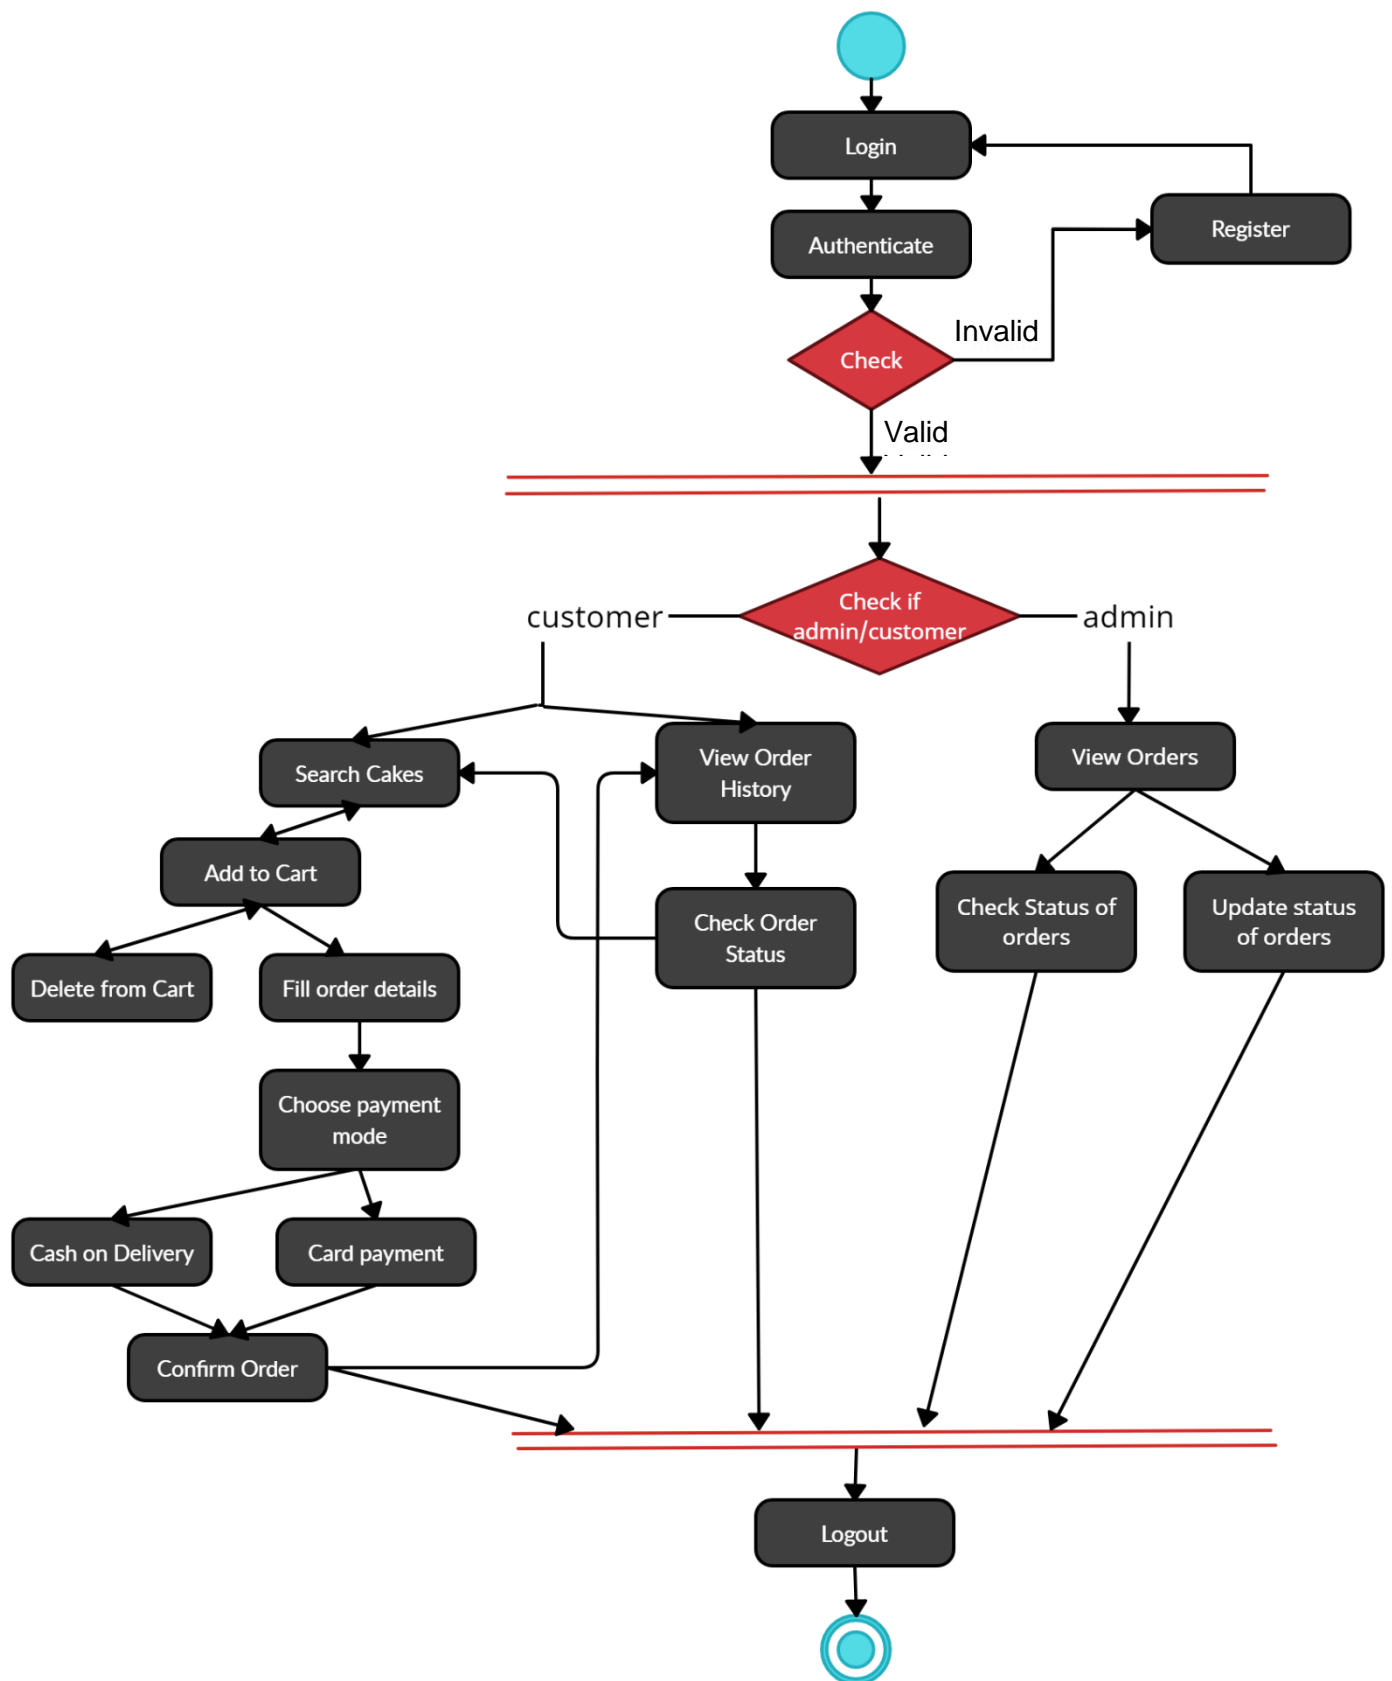 Login
Register
Authenticate
Invalid
Check
Valid
Check if
admin/customer
customer
admin
Search Cakes
View Order
History
View Orders
Add to Cart
Check Order
Status
Check Status of
orders
Update status
of orders
Delete from Cart
Fill order details
Choose payment
mode
Cash on Delivery
Card payment
Confirm Order
Logout